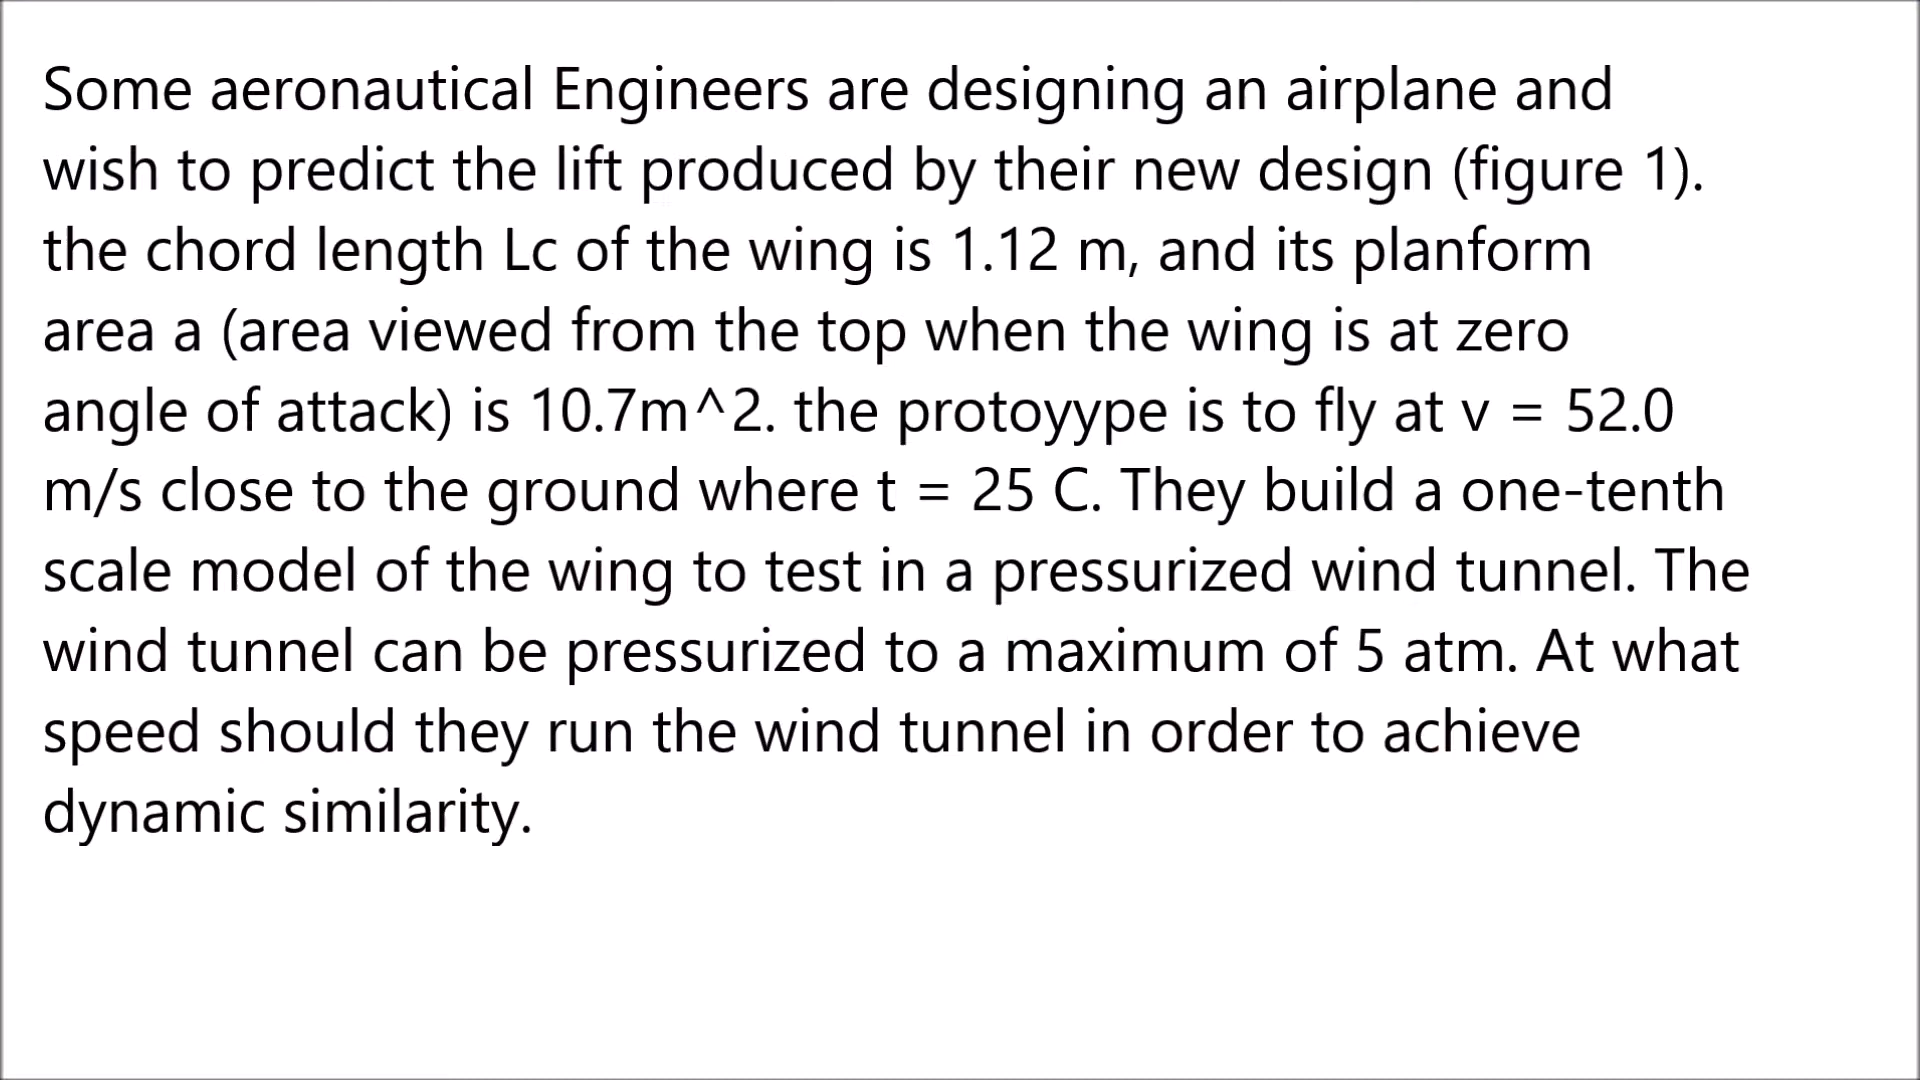 Some aeronautical Engineers are designing an airplane and
wish to predict the lift produced by their new design (figure 1).
the chord length Lc of the wing is 1.12 m, and its planform
area a (area viewed from the top when the wing is at zero
angle of attack) is 10.7m^2. the protoyype is to fly at v = 52.0
m/s close to the ground where t = 25 C. They build a one-tenth
scale model of the wing to test in a pressurized wind tunnel. The
wind tunnel can be pressurized to a maximum of 5 atm. At what
speed should they run the wind tunnel in order to achieve
dynamic similarity.